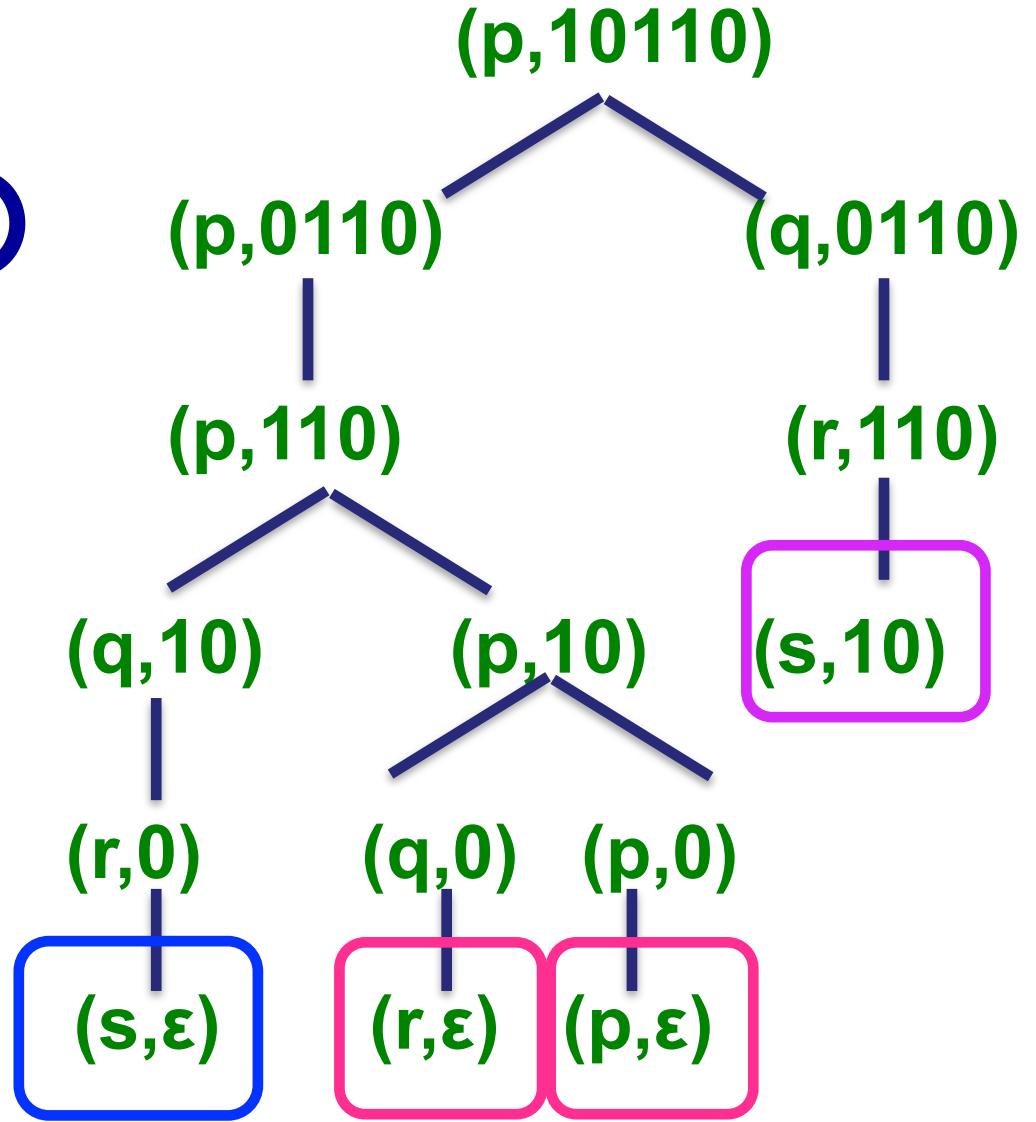 (p,10110)
(p,0110) (q,0110)
(p,110) (r,110)
(q,10) (p,10) (s,10)
(r,0) (q,0) (p,0)
(s,ε) (r,ε) (p,ε)